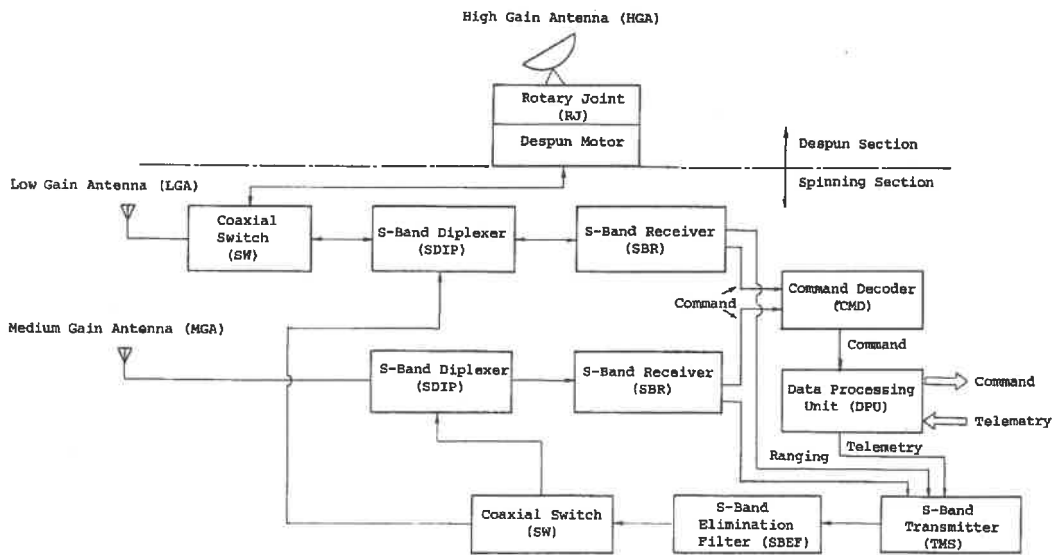 High Gain Antenna (HGA)
Rotary Joint
(RJ)
Despun Motor
Despun Section
Spinning Section
Low Gain Antenna (LGA)
Coaxial
Switch
(SW)
S-Band Diplexer
(SDIP)
S-Band Receiver
(SBR)
Command
Command Decoder
(CMD)
Medium Gain Antenna (MGA)
Command
S-Band Diplexer
(SDIP)
S-Band Receiver
(SBR)
Data Processing
Unit (DPU)
Command
Telemetry
Telemetry
Ranging
Coaxial Switch
(SW)
S-Band
Elimination
Filter (SBEF)
S-Band
Transmitter
(TMS)